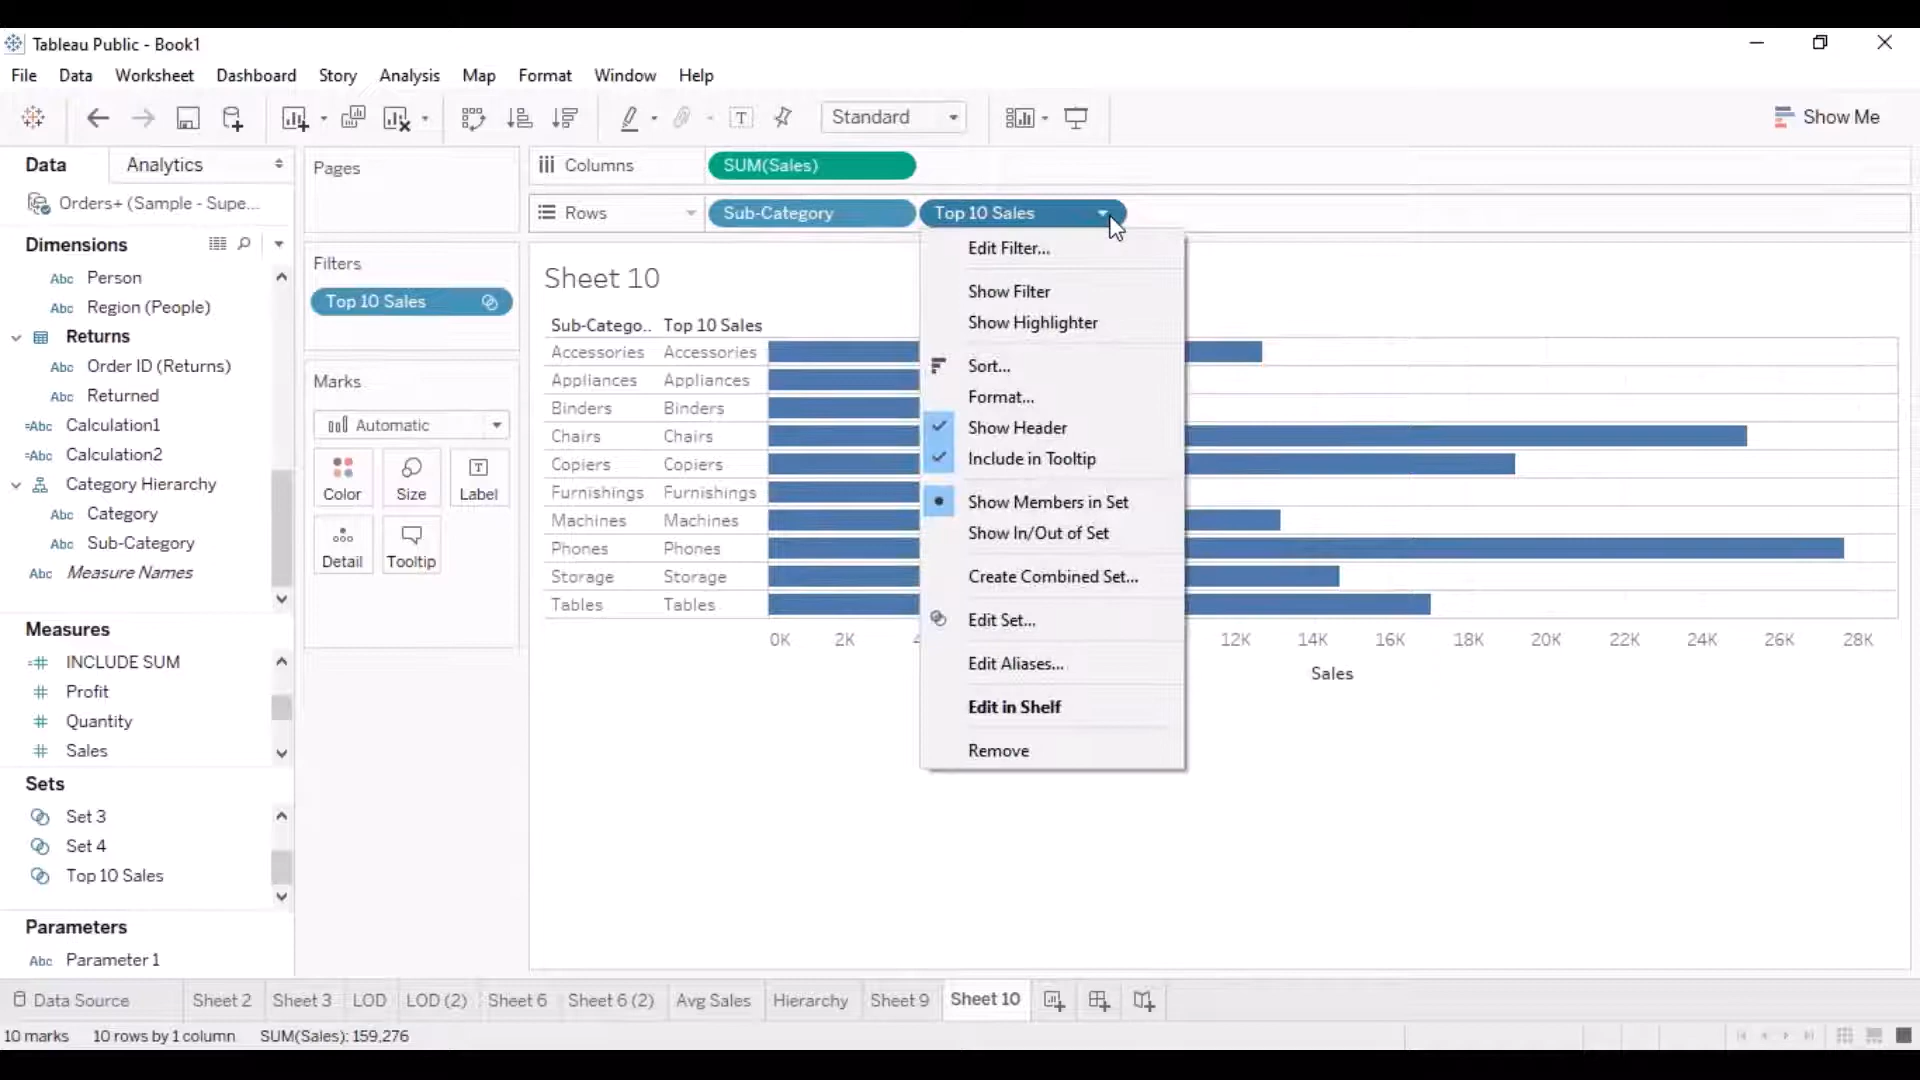 Tableau Public - Book1
File Data Worksheet Dashboard Story Analysis Map Format Window Help
Standard
Show Me
Data Analytics
Orders+ (Sample - Supe...
Dimensions
Abc Person
Abc Region (People)
Returns
Abc Order ID (Returns)
Abc Returned
=Abc Calculation1
=Abc Calculation2
Category Hierarchy
Abc Category
Abc Sub-Category
Abc Measure Names
Measures
=# INCLUDE SUM
# Profit
# Quantity
# Sales
Sets
Set 3
Set 4
Top 10 Sales
Parameters
Abc Parameter 1
Pages
Filters
Top 10 Sales
Marks
Automatic
Color Size Label
Detail Tooltip
Columns SUM(Sales)
Rows Sub-Category Top 10 Sales
Sheet 10
Sub-Catego.. Top 10 Sales
Accessories Accessories
Appliances Appliances
Binders Binders
Chairs Chairs
Copiers Copiers
Furnishings Furnishings
Machines Machines
Phones Phones
Storage Storage
Tables Tables
0K 2K 12K 14K 16K 18K 20K 22K 24K 26K 28K
Sales
Edit Filter...
Show Filter
Show Highlighter
Sort...
Format...
Show Header
Include in Tooltip
Show Members in Set
Show In/Out of Set
Create Combined Set...
Edit Set...
Edit Aliases...
Edit in Shelf
Remove
Data Source Sheet 2 Sheet 3 LOD LOD (2) Sheet 6 Sheet 6 (2) Avg Sales Hierarchy Sheet 9 Sheet 10
10 marks 10 rows by 1 column SUM(Sales): 159,276